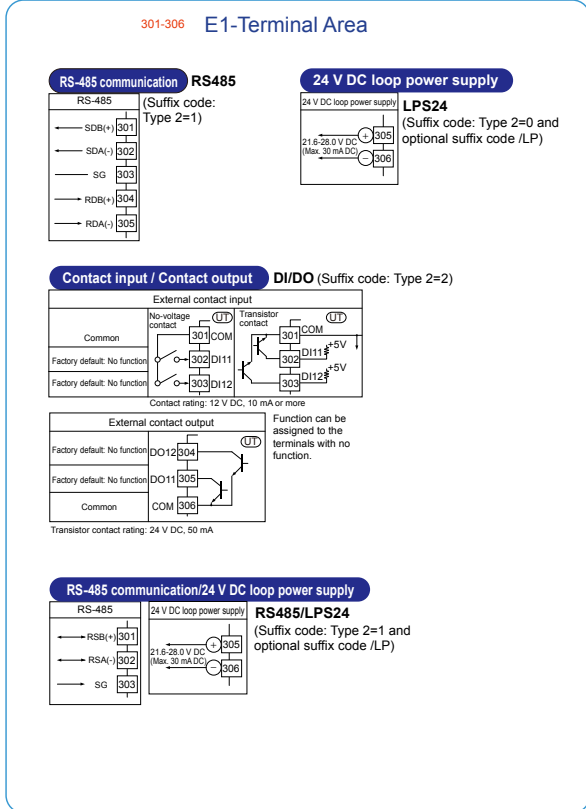 301-306 E1-Terminal Area
RS-485 communication RS485
(Suffix code:
Type 2=1)
RS-485
SDB(+) 301
SDA(-) 302
SG 303
RDB(+) 304
RDA(-) 305
24 V DC loop power supply
24 V DC loop power supply
LPS24
(Suffix code: Type 2=0 and
optional suffix code /LP)
21.6-28.0 V DC
(Max. 30 mA DC)
+ 305
− 306
Contact input / Contact output DI/DO (Suffix code: Type 2=2)
External contact input
No-voltage
contact
UT
Common 301 COM
Factory default: No function 302 DI11
Factory default: No function 303 DI12
Transistor
contact
UT
301 COM
302 DI11 +5V
303 DI12 +5V
Contact rating: 12 V DC, 10 mA or more
External contact output
UT
Factory default: No function DO12 304
Factory default: No function DO11 305
Common COM 306
Function can be
assigned to the
terminals with no
function.
Transistor contact rating: 24 V DC, 50 mA
RS-485 communication/24 V DC loop power supply
RS-485
RSB(+) 301
RSA(-) 302
SG 303
24 V DC loop power supply
21.6-28.0 V DC
(Max. 30 mA DC)
+ 305
− 306
RS485/LPS24
(Suffix code: Type 2=1 and
optional suffix code /LP)